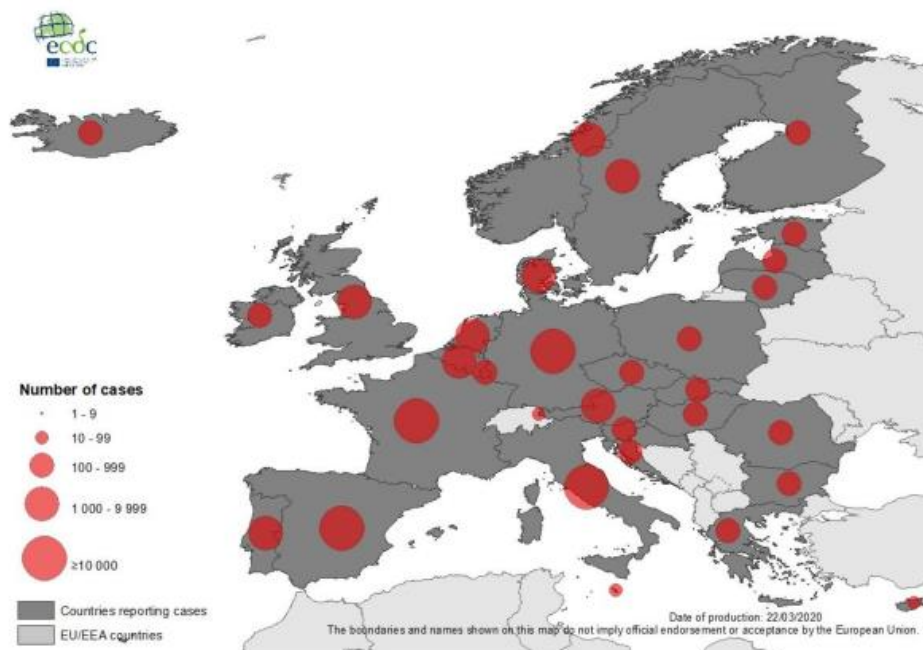 ecdc
Number of cases
1 - 9
10 - 99
100 - 999
1 000 - 9 999
≥10 000
Countries reporting cases
EU/EEA countries
Date of production: 22/03/2020
The boundaries and names shown on this map do not imply official endorsement or acceptance by the European Union.